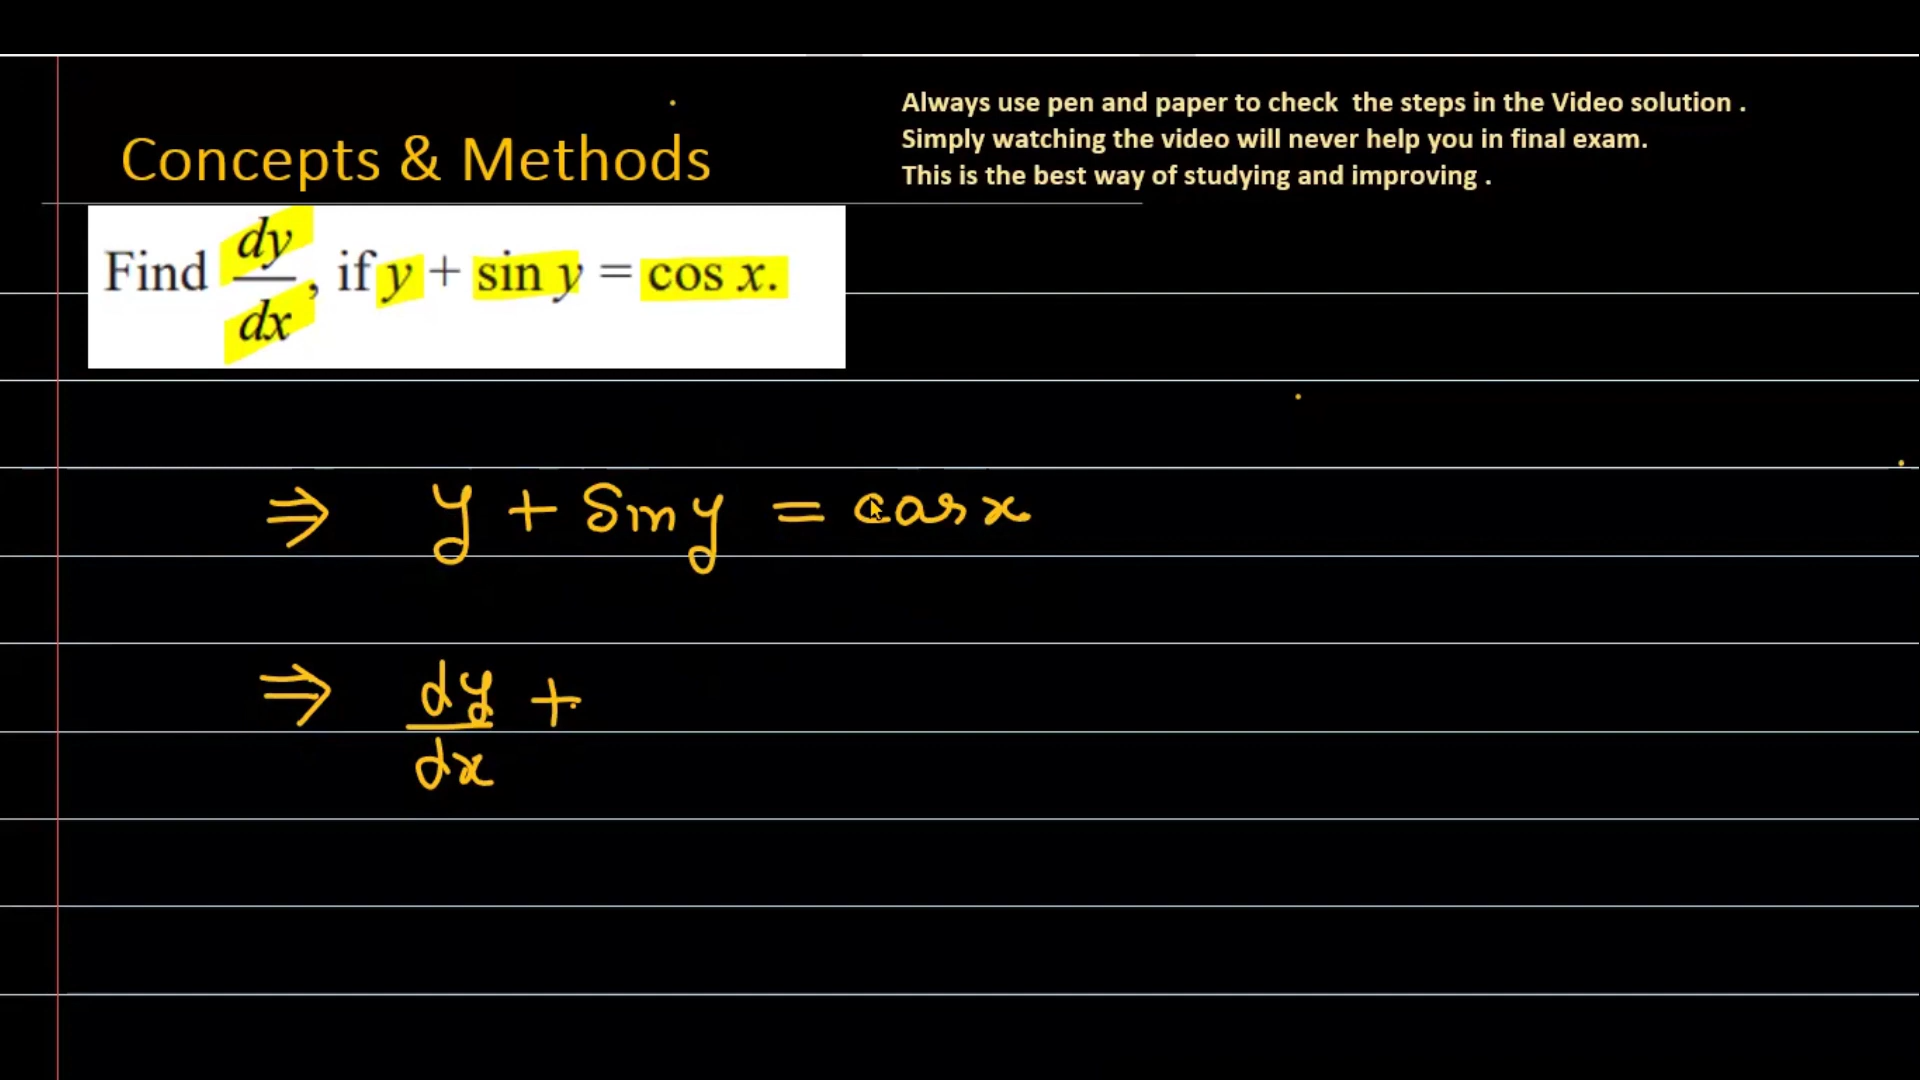 Always use pen and paper to check the steps in the Video solution .
Simply watching the video will never help you in final exam.
This is the best way of studying and improving .
Concepts & Methods
Find dy/dx, if y + sin y = cos x.
⇒ y + Sin y = cos x
⇒ dy/dx +